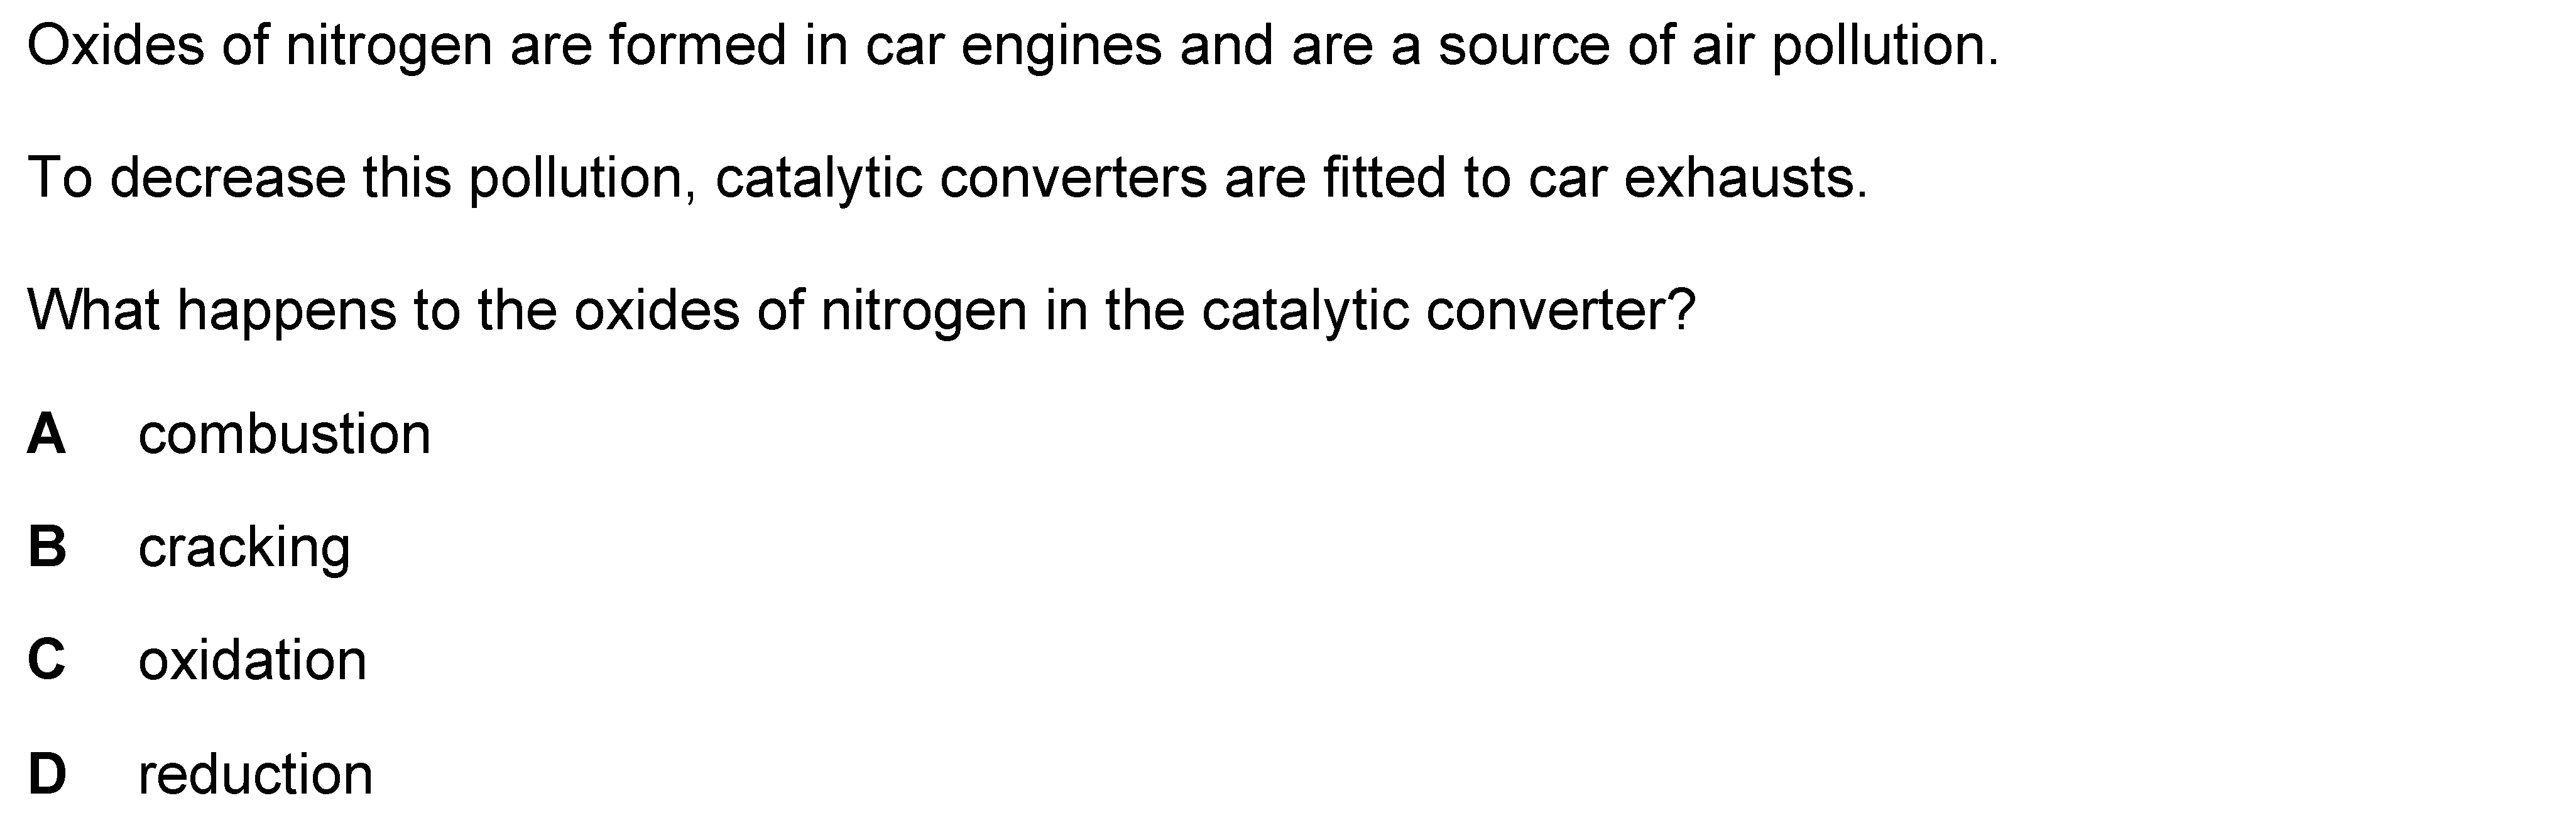 Oxides of nitrogen are formed in car engines and are a source of air pollution.
To decrease this pollution, catalytic converters are fitted to car exhausts.
What happens to the oxides of nitrogen in the catalytic converter?
A combustion
B cracking
C oxidation
D reduction